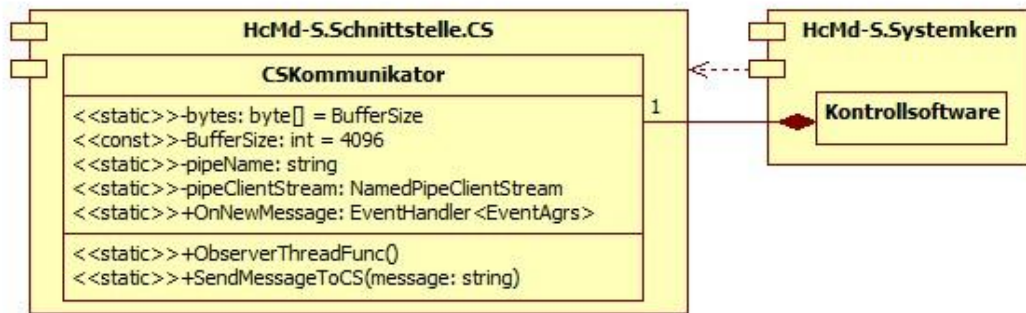 HcMd-S.Schnittstelle.CS
CSKommunikator
<<static>>-bytes: byte[] = BufferSize
<<const>>-BufferSize: int = 4096
<<static>>-pipeName: string
<<static>>-pipeClientStream: NamedPipeClientStream
<<static>>+OnNewMessage: EventHandler<EventAgrs>
<<static>>+ObserverThreadFunc()
<<static>>+SendMessageToCS(message: string)
1
HcMd-S.Systemkern
Kontrollsoftware